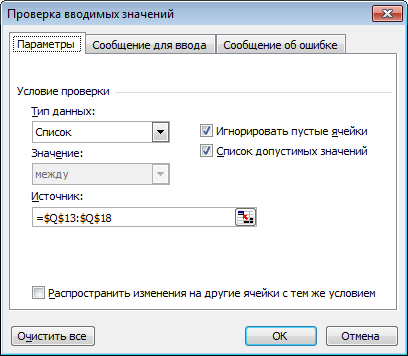 Проверка вводимых значений
Параметры Сообщение для ввода Сообщение об ошибке
Условие проверки
Тип данных:
Список Игнорировать пустые ячейки
Значение: Список допустимых значений
между
Источник:
=$Q$13:$Q$18
Распространить изменения на другие ячейки с тем же условием
Очистить все ОК Отмена